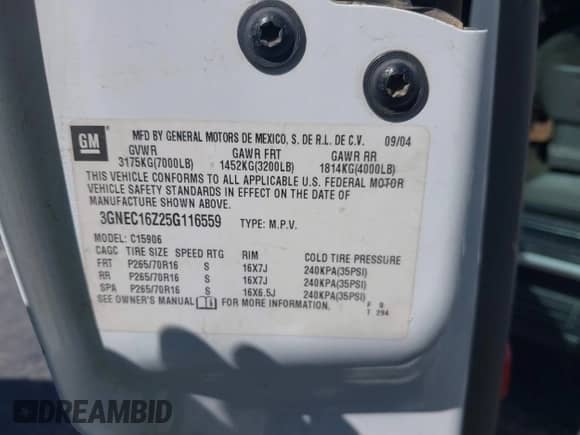 GM
MFD BY GENERAL MOTORS DE MEXICO, S. DE R.L. DE C.V. 09/04
GVWR GAWR FRT GAWR RR
3175KG(7000LB) 1452KG(3200LB) 1814KG(4000LB)
THIS VEHICLE CONFORMS TO ALL APPLICABLE U.S. FEDERAL MOTOR
VEHICLE SAFETY STANDARDS IN EFFECT ON THE DATE OF
MANUFACTURE SHOWN ABOVE.
3GNEC16Z25G116559 TYPE: M.P.V.
MODEL: C15906
CAGC TIRE SIZE SPEED RTG RIM COLD TIRE PRESSURE
FRT P265/70R16 S 16X7J 240KPA(35PSI)
RR P265/70R16 S 16X7J 240KPA(35PSI)
SPA P265/70R16 S 16X6.5J 240KPA(35PSI)
SEE OWNER'S MANUAL FOR MORE INFORMATION.
F 0
T 294
DREAMBID